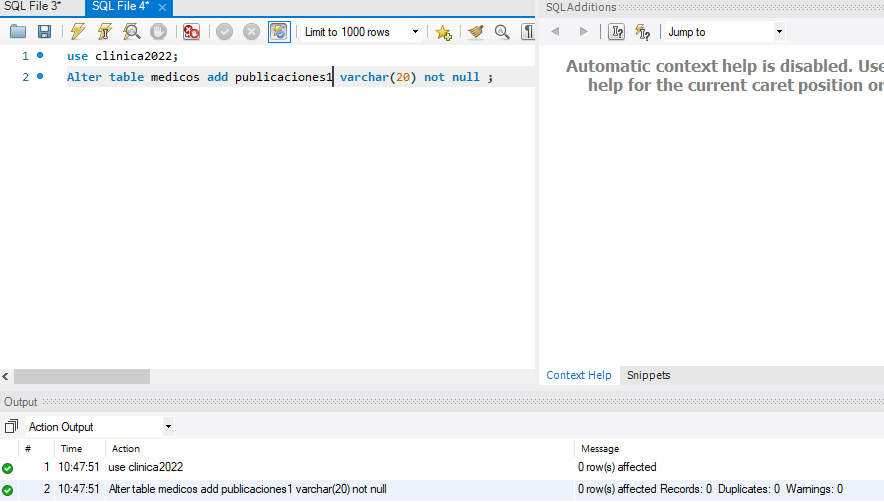 SQL File 3*
SQL File 4*
SQLAdditions
Limit to 1000 rows
Jump to
1 use clinica2022;
2 Alter table medicos add publicaciones1 varchar(20) not null ;
Automatic context help is disabled. Use
help for the current caret position or
Context Help Snippets
Output
Action Output
# Time Action Message
1 10:47:51 use clinica2022 0 row(s) affected
2 10:47:51 Alter table medicos add publicaciones1 varchar(20) not null 0 row(s) affected Records: 0 Duplicates: 0 Warnings: 0